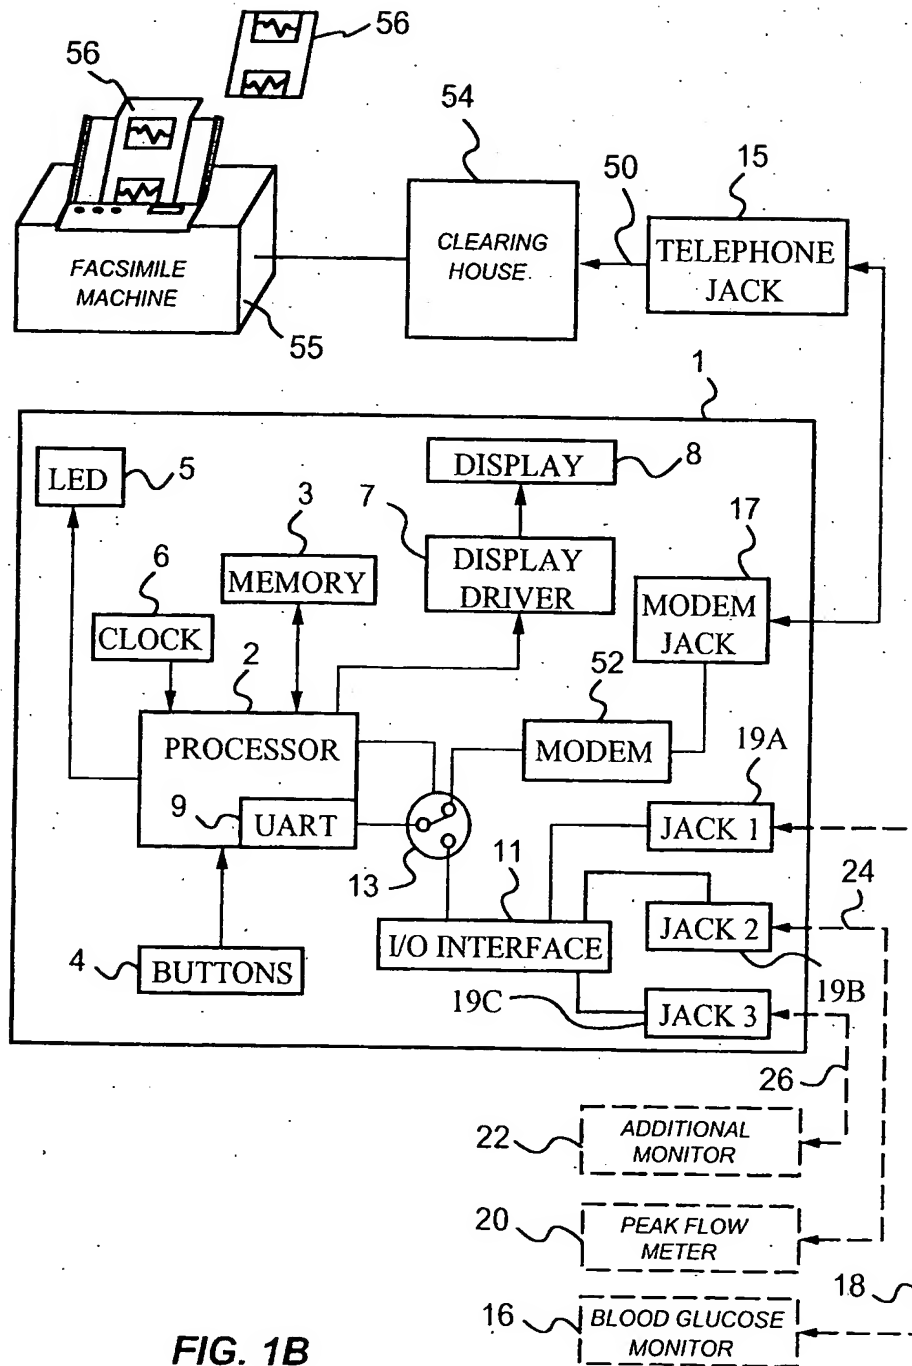 56
56
54
50
15
CLEARING
HOUSE
TELEPHONE
JACK
FACSIMILE
MACHINE
55
1
LED
5
DISPLAY
8
7
3
17
6
MEMORY
DISPLAY
DRIVER
CLOCK
MODEM
JACK
2
52
PROCESSOR
MODEM
19A
9
UART
JACK 1
13
11
24
JACK 2
I/O INTERFACE
4
BUTTONS
19B
19C
JACK 3
26
22
ADDITIONAL
MONITOR
20
PEAK FLOW
METER
18
16
BLOOD GLUCOSE
MONITOR
FIG. 1B